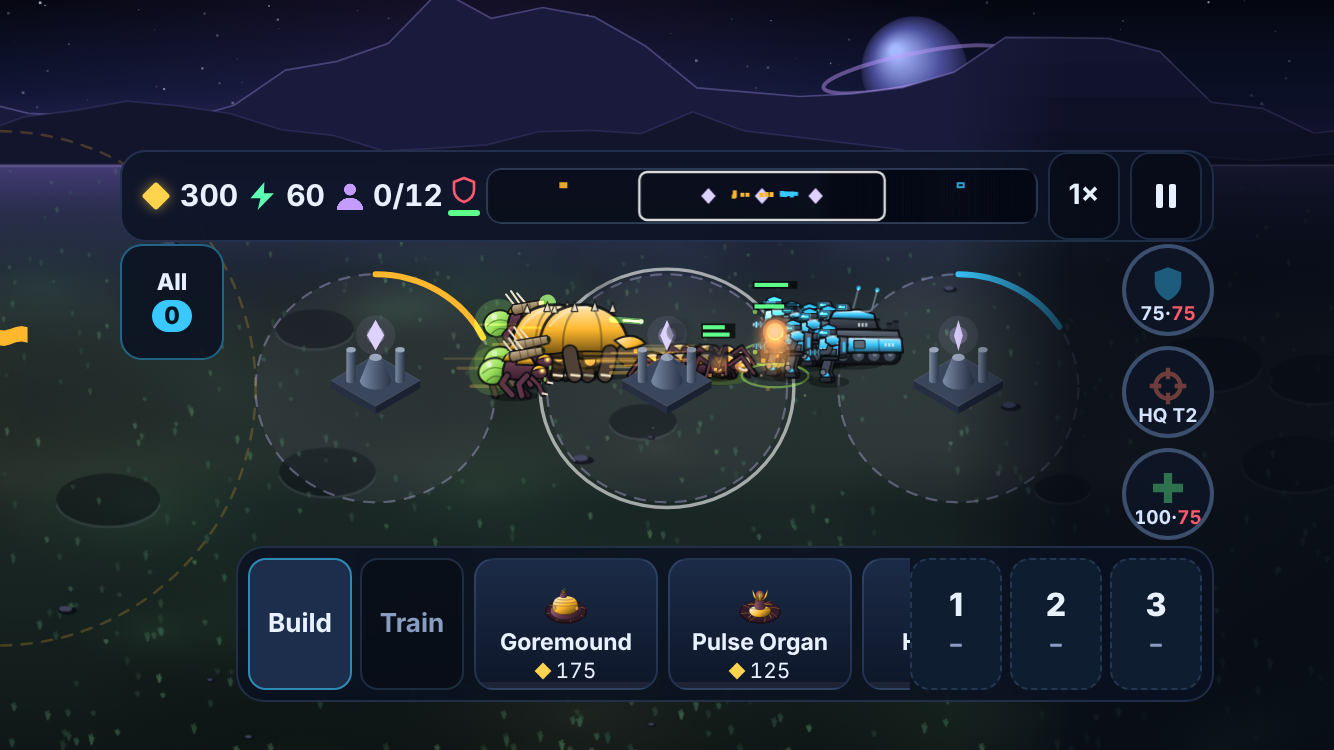 300 60 0/12 1×
All
0
75·75
HQ T2
100·75
Build
Train
Goremound
175
Pulse Organ
125
1
–
2
–
3
–